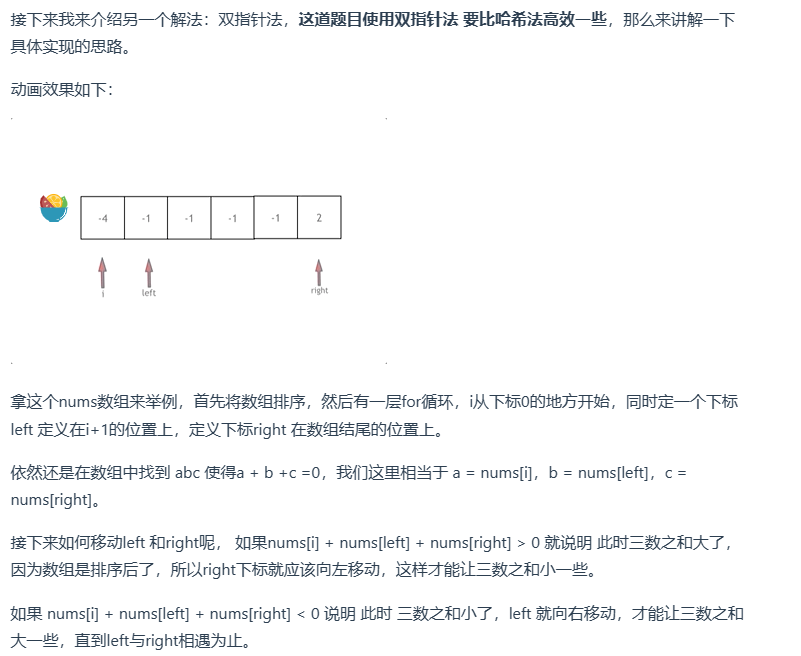 接下来我来介绍另一个解法：双指针法，这道题目使用双指针法 要比哈希法高效一些，那么来讲解一下
具体实现的思路。
动画效果如下：
-4 -1 -1 -1 -1 2
i left right
拿这个nums数组来举例，首先将数组排序，然后有一层for循环，i从下标0的地方开始，同时定一个下标
left 定义在i+1的位置上，定义下标right 在数组结尾的位置上。
依然还是在数组中找到 abc 使得a + b +c =0，我们这里相当于 a = nums[i]，b = nums[left]，c =
nums[right]。
接下来如何移动left 和right呢， 如果nums[i] + nums[left] + nums[right] > 0 就说明 此时三数之和大了，
因为数组是排序后了，所以right下标就应该向左移动，这样才能让三数之和小一些。
如果 nums[i] + nums[left] + nums[right] < 0 说明 此时 三数之和小了，left 就向右移动，才能让三数之和
大一些，直到left与right相遇为止。